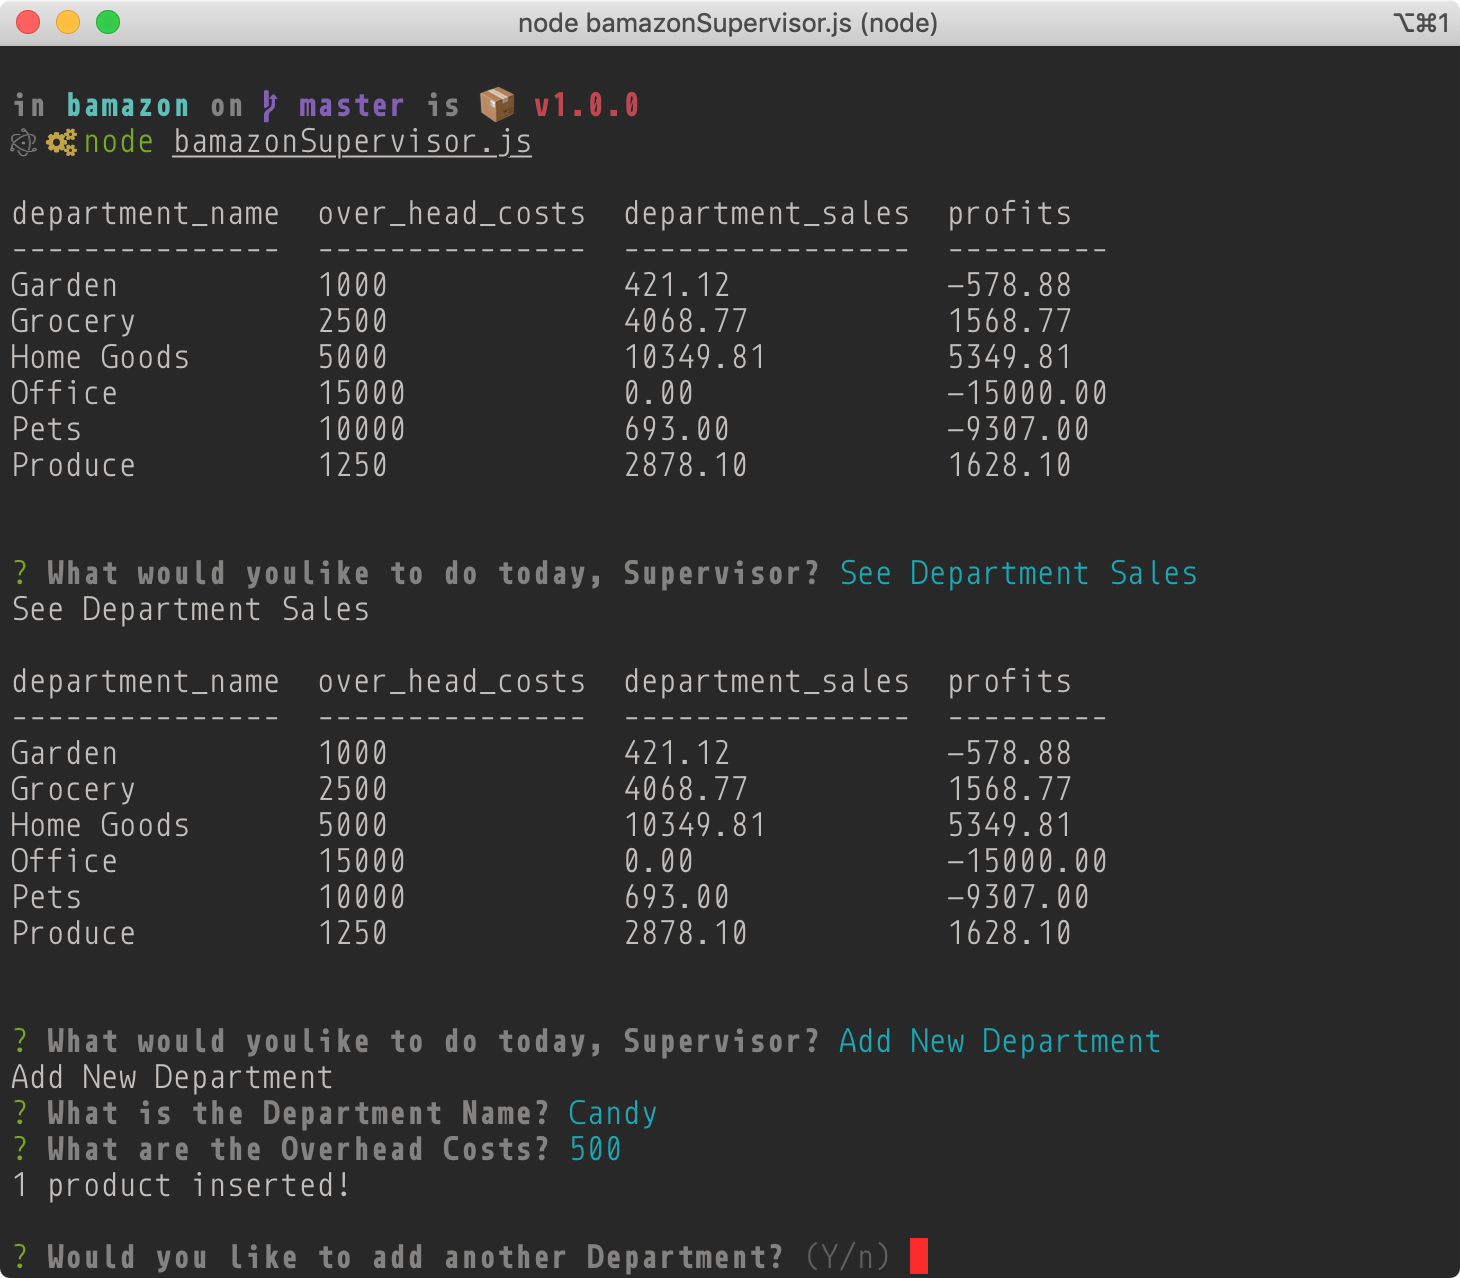 node bamazonSupervisor.js (node) ⌥⌘1
in bamazon on master is 📦 v1.0.0
node bamazonSupervisor.js
department_name over_head_costs department_sales profits
--------------- --------------- ---------------- ---------
Garden 1000 421.12 -578.88
Grocery 2500 4068.77 1568.77
Home Goods 5000 10349.81 5349.81
Office 15000 0.00 -15000.00
Pets 10000 693.00 -9307.00
Produce 1250 2878.10 1628.10
? What would youlike to do today, Supervisor? See Department Sales
See Department Sales
department_name over_head_costs department_sales profits
--------------- --------------- ---------------- ---------
Garden 1000 421.12 -578.88
Grocery 2500 4068.77 1568.77
Home Goods 5000 10349.81 5349.81
Office 15000 0.00 -15000.00
Pets 10000 693.00 -9307.00
Produce 1250 2878.10 1628.10
? What would youlike to do today, Supervisor? Add New Department
Add New Department
? What is the Department Name? Candy
? What are the Overhead Costs? 500
1 product inserted!
? Would you like to add another Department? (Y/n)